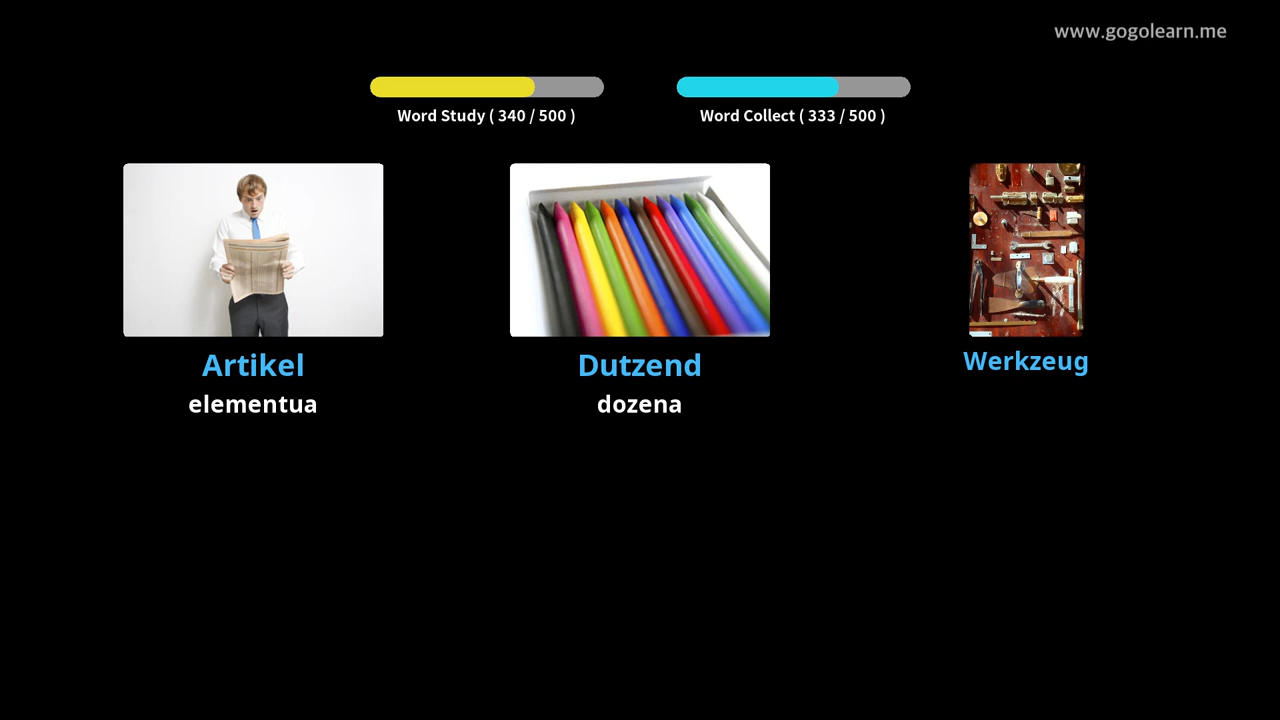 www.gogolearn.me
Word Study ( 340 / 500 )
Word Collect ( 333 / 500 )
Artikel
elementua
Dutzend
dozena
Werkzeug